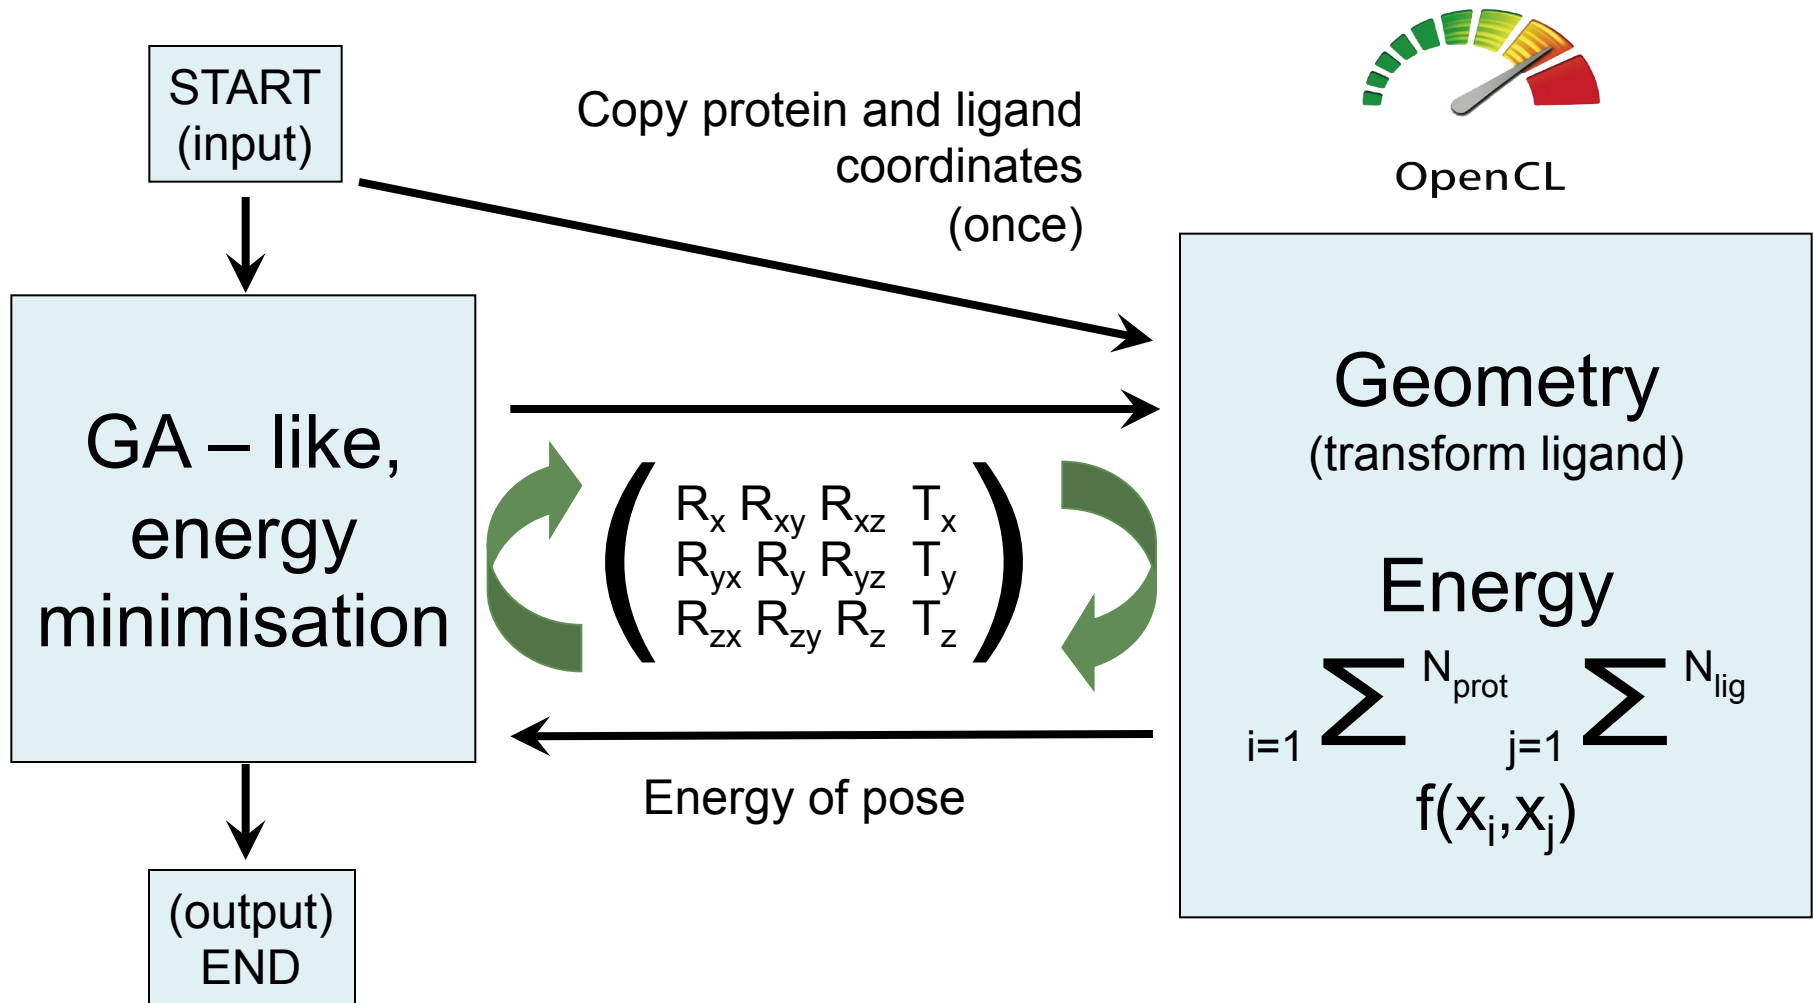 START
(input)
Copy protein and ligand
coordinates
(once)
OpenCL
GA – like,
energy
minimisation
( Rx Rxy Rxz Tx
Ryx Ry Ryz Ty
Rzx Rzy Rz Tz )
Geometry
(transform ligand)
Energy
i=1 ∑ Nprot j=1 ∑ Nlig
f(xi,xj)
Energy of pose
(output)
END